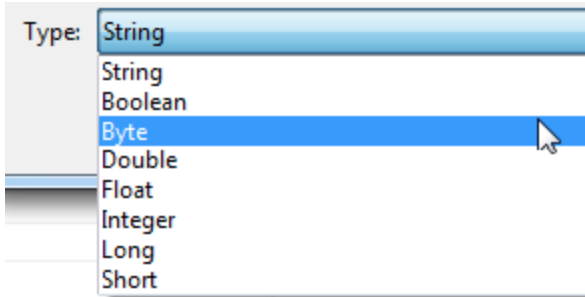 Type: String
String
Boolean
Byte
Double
Float
Integer
Long
Short